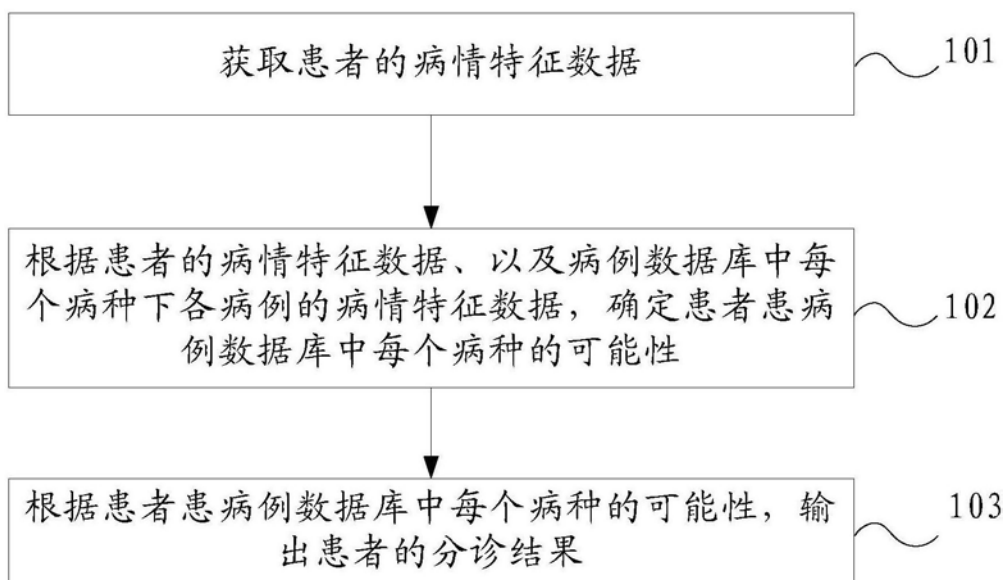 获取患者的病情特征数据
101
根据患者的病情特征数据、以及病例数据库中每
个病种下各病例的病情特征数据，确定患者患病
例数据库中每个病种的可能性
102
根据患者患病例数据库中每个病种的可能性，输
出患者的分诊结果
103